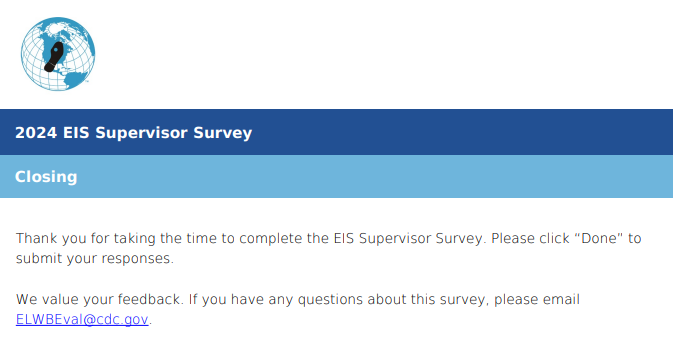 2024 EIS Supervisor Survey
Closing
Thank you for taking the time to complete the EIS Supervisor Survey. Please click “Done” to
submit your responses.
We value your feedback. If you have any questions about this survey, please email
ELWBEval@cdc.gov.